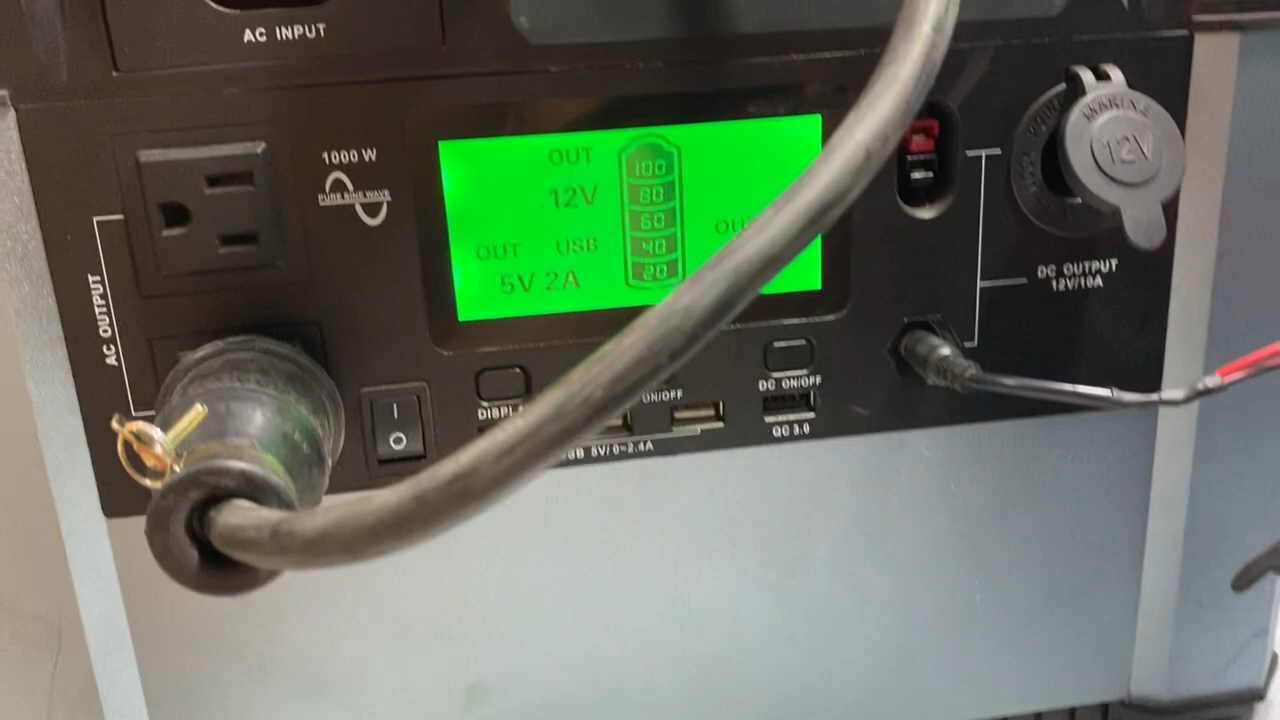 AC INPUT
1000 W
PURE SINE WAVE
AC OUTPUT
OUT
12V
OUT USB
5V 2A
100
80
60
40
20
12V
DC OUTPUT
12V/10A
ON/OFF
DC ON/OFF
5V/0-2.4A
QC 3.0
I
O